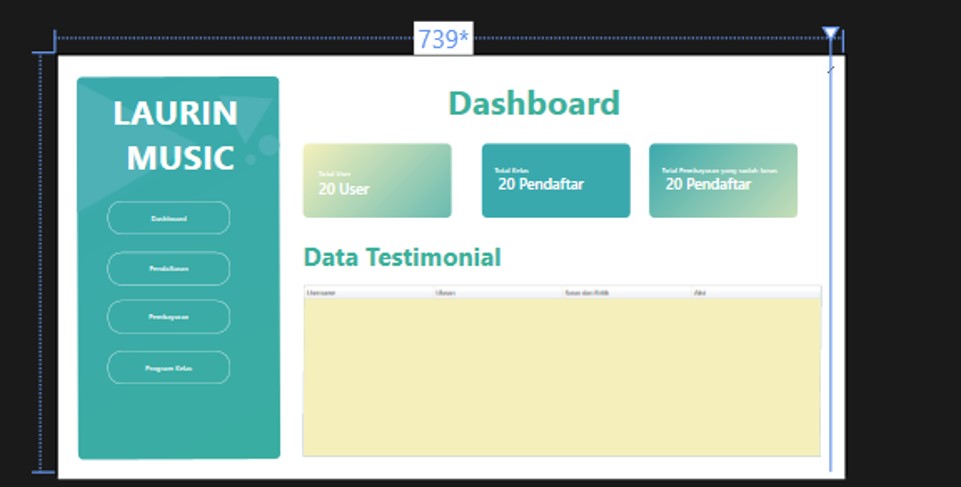 739*
LAURIN
MUSIC
Dashboard
Pendaftaran
Pembayaran
Program Kelas
Dashboard
Total User
20 User
Total Kelas
20 Pendaftar
Total Pembayaran yang sudah lunas
20 Pendaftar
Data Testimonial
Username Ulasan Saran dan Kritik Aksi